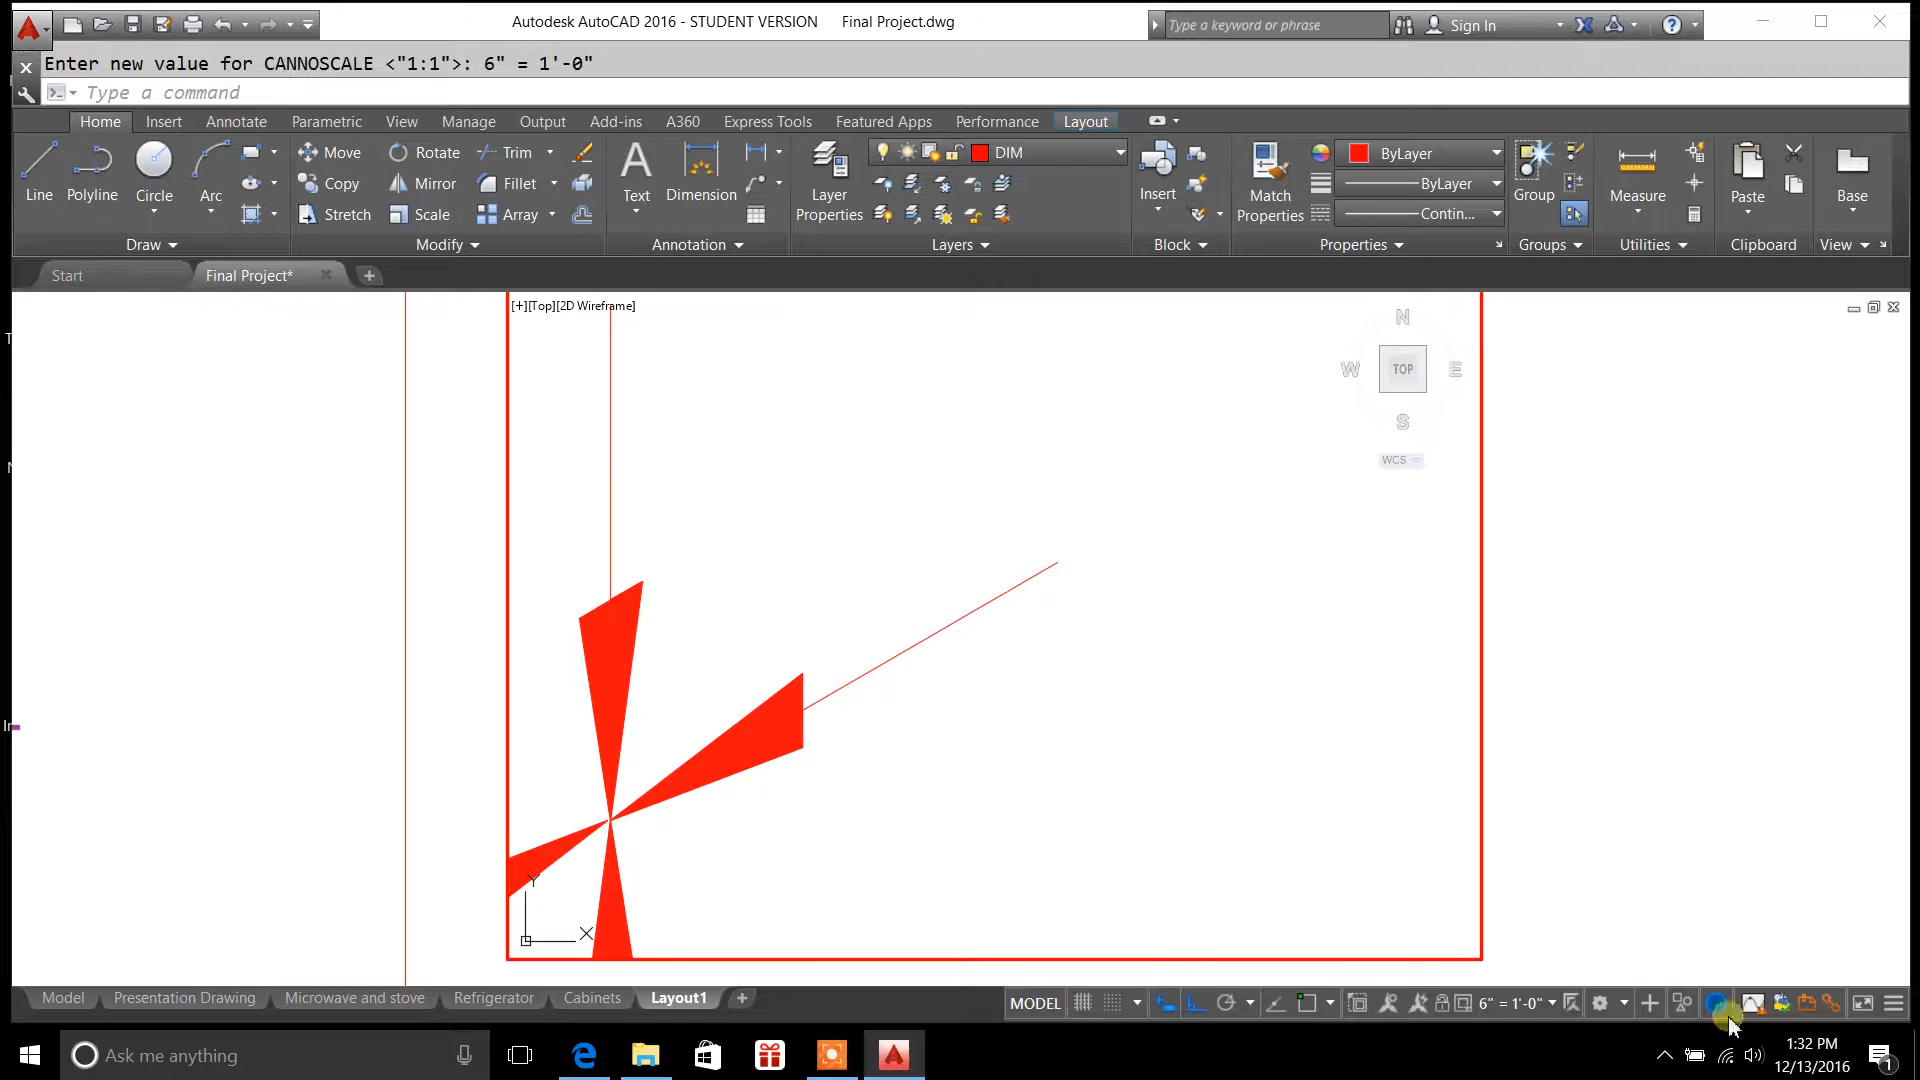 Autodesk AutoCAD 2016 - STUDENT VERSION Final Project.dwg
Type a keyword or phrase
Sign In
Enter new value for CANNOSCALE <"1:1">: 6" = 1'-0"
Type a command
Home Insert Annotate Parametric View Manage Output Add-ins A360 Express Tools Featured Apps Performance Layout
Line Polyline Circle Arc
Move Rotate Trim
Copy Mirror Fillet
Stretch Scale Array
Text Dimension
Layer Properties
DIM
Insert
Match Properties
ByLayer
ByLayer
Contin...
Group
Measure
Paste
Base
Draw Modify Annotation Layers Block Properties Groups Utilities Clipboard View
Start Final Project*
[+][Top][2D Wireframe]
N
W TOP E
S
WCS
Y
X
Model Presentation Drawing Microwave and stove Refrigerator Cabinets Layout1
MODEL 6" = 1'-0"
Ask me anything
1:32 PM
12/13/2016
1